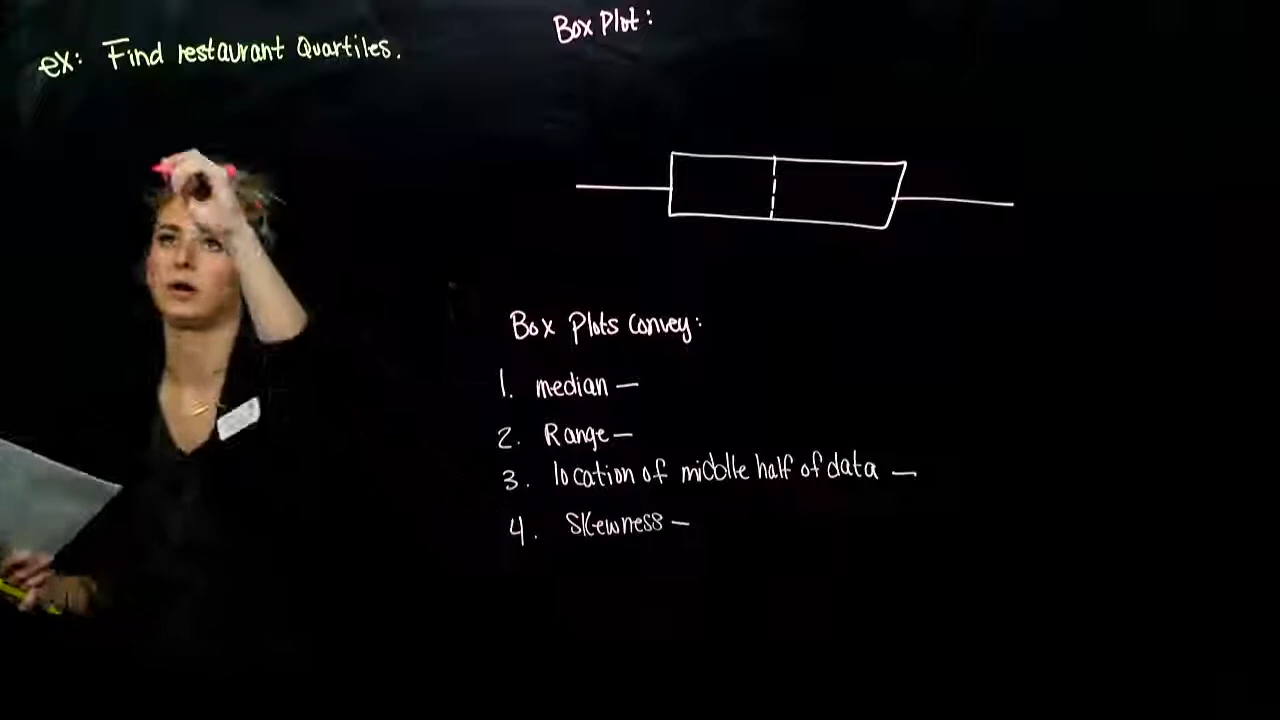 ex: Find restaurant Quartiles.
Box Plot:
Box Plots Convey:
1. median —
2. Range —
3. location of middle half of data —
4. Skewness —